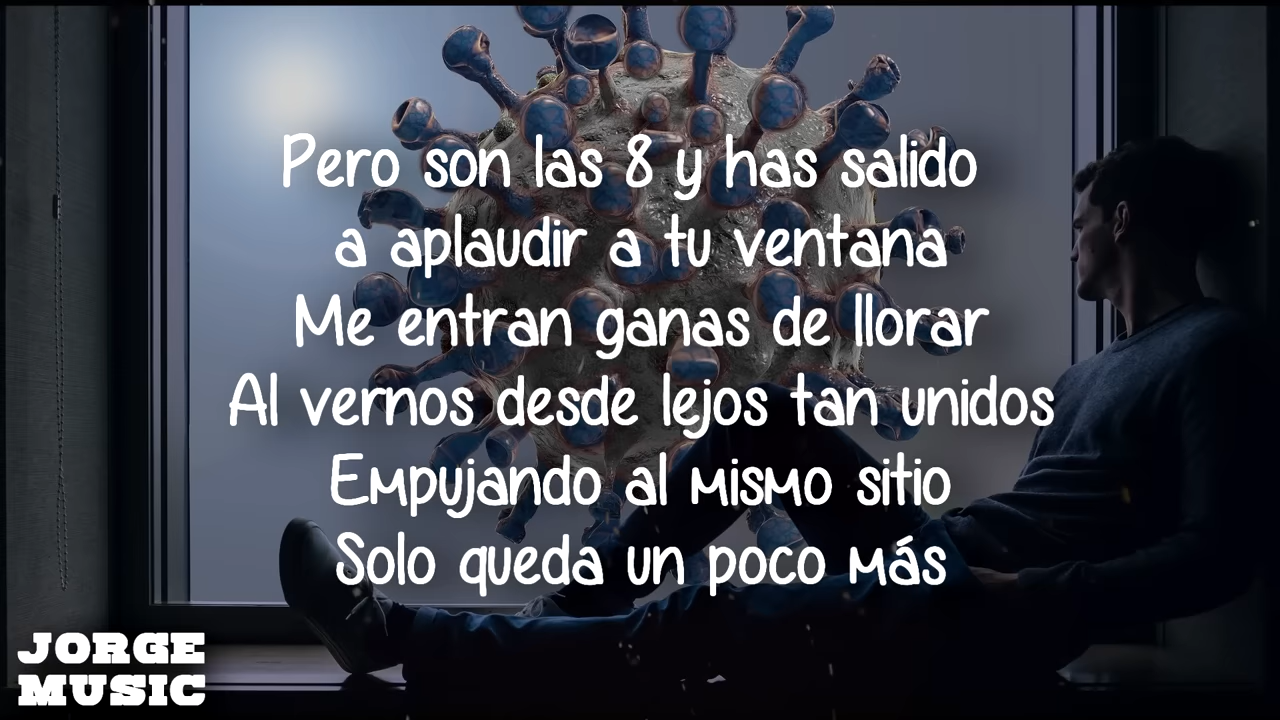 Pero son las 8 y has salido
a aplaudir a tu ventana
Me entran ganas de llorar
Al vernos desde lejos tan unidos
Empujando al mismo sitio
Solo queda un poco más
JORGE
MUSIC